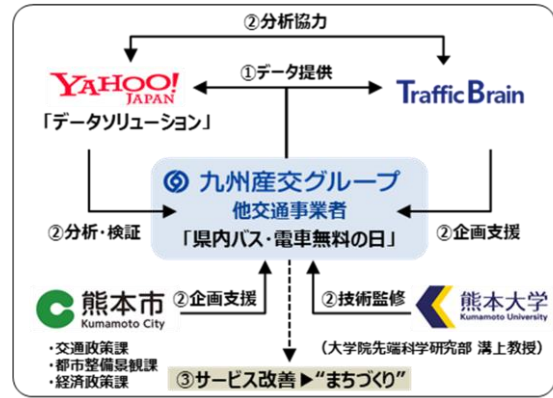 ②分析協力
YAHOO!
JAPAN
①データ提供
TrafficBrain
「データソリューション」
九州産交グループ
他交通事業者
「県内バス・電車無料の日」
②分析・検証
②企画支援
熊本市
Kumamoto City
②企画支援
②技術監修
熊本大学
Kumamoto University
・交通政策課
・都市整備景観課
・経済政策課
（大学院先端科学研究部 溝上教授）
③サービス改善▶“まちづくり”